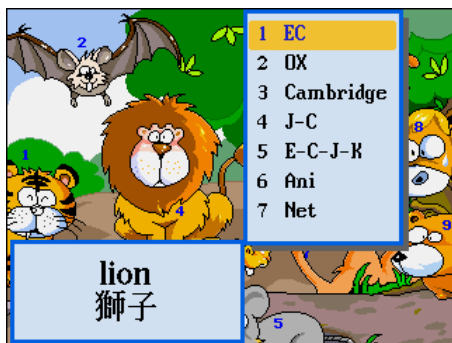 2
1
4
8
9
5
1 EC
2 OX
3 Cambridge
4 J-C
5 E-C-J-K
6 Ani
7 Net
lion
獅子